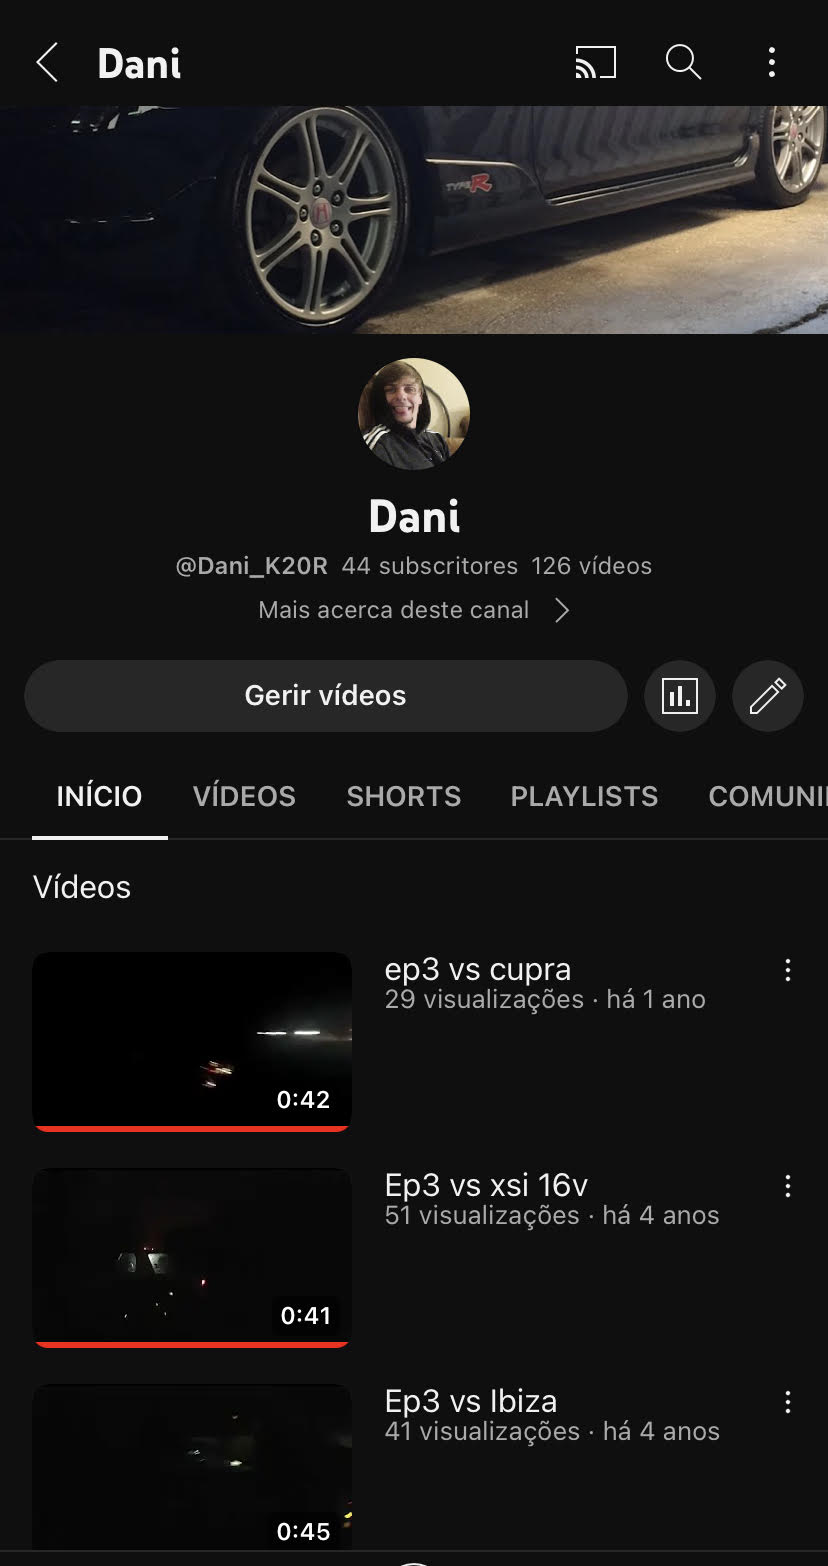 Dani
TYPE R
Dani
@Dani_K20R 44 subscritores 126 vídeos
Mais acerca deste canal
Gerir vídeos
INÍCIO VÍDEOS SHORTS PLAYLISTS COMUNI
Vídeos
ep3 vs cupra
29 visualizações · há 1 ano
0:42
Ep3 vs xsi 16v
51 visualizações · há 4 anos
0:41
Ep3 vs Ibiza
41 visualizações · há 4 anos
0:45